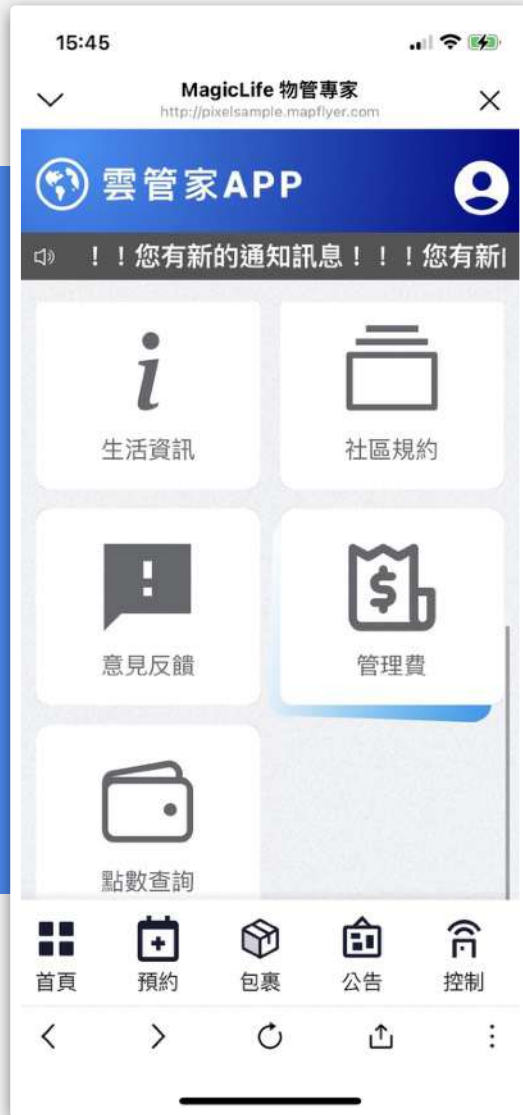 15:45
MagicLife 物管專家
http://pixelsample.mapflyer.com
雲管家APP
！！您有新的通知訊息！！！您有新
生活資訊
社區規約
意見反饋
管理費
點數查詢
首頁
預約
包裹
公告
控制